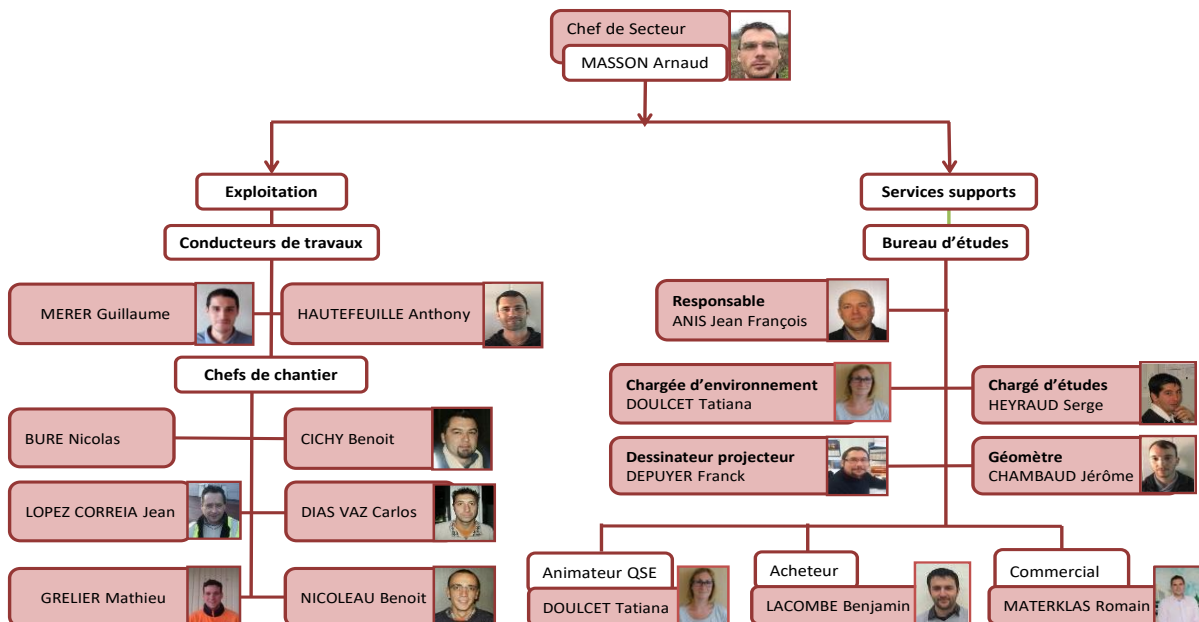 Chef de Secteur
MASSON Arnaud
Exploitation
Services supports
Conducteurs de travaux
Bureau d'études
MERER Guillaume
HAUTEFEUILLE Anthony
Responsable
ANIS Jean François
Chefs de chantier
Chargée d'environnement
DOULCET Tatiana
Chargé d'études
HEYRAUD Serge
BURE Nicolas
CICHY Benoit
Dessinateur projecteur
DEPUYER Franck
Géomètre
CHAMBAUD Jérôme
LOPEZ CORREIA Jean
DIAS VAZ Carlos
GRELIER Mathieu
NICOLEAU Benoit
Animateur QSE
DOULCET Tatiana
Acheteur
LACOMBE Benjamin
Commercial
MATERKLAS Romain